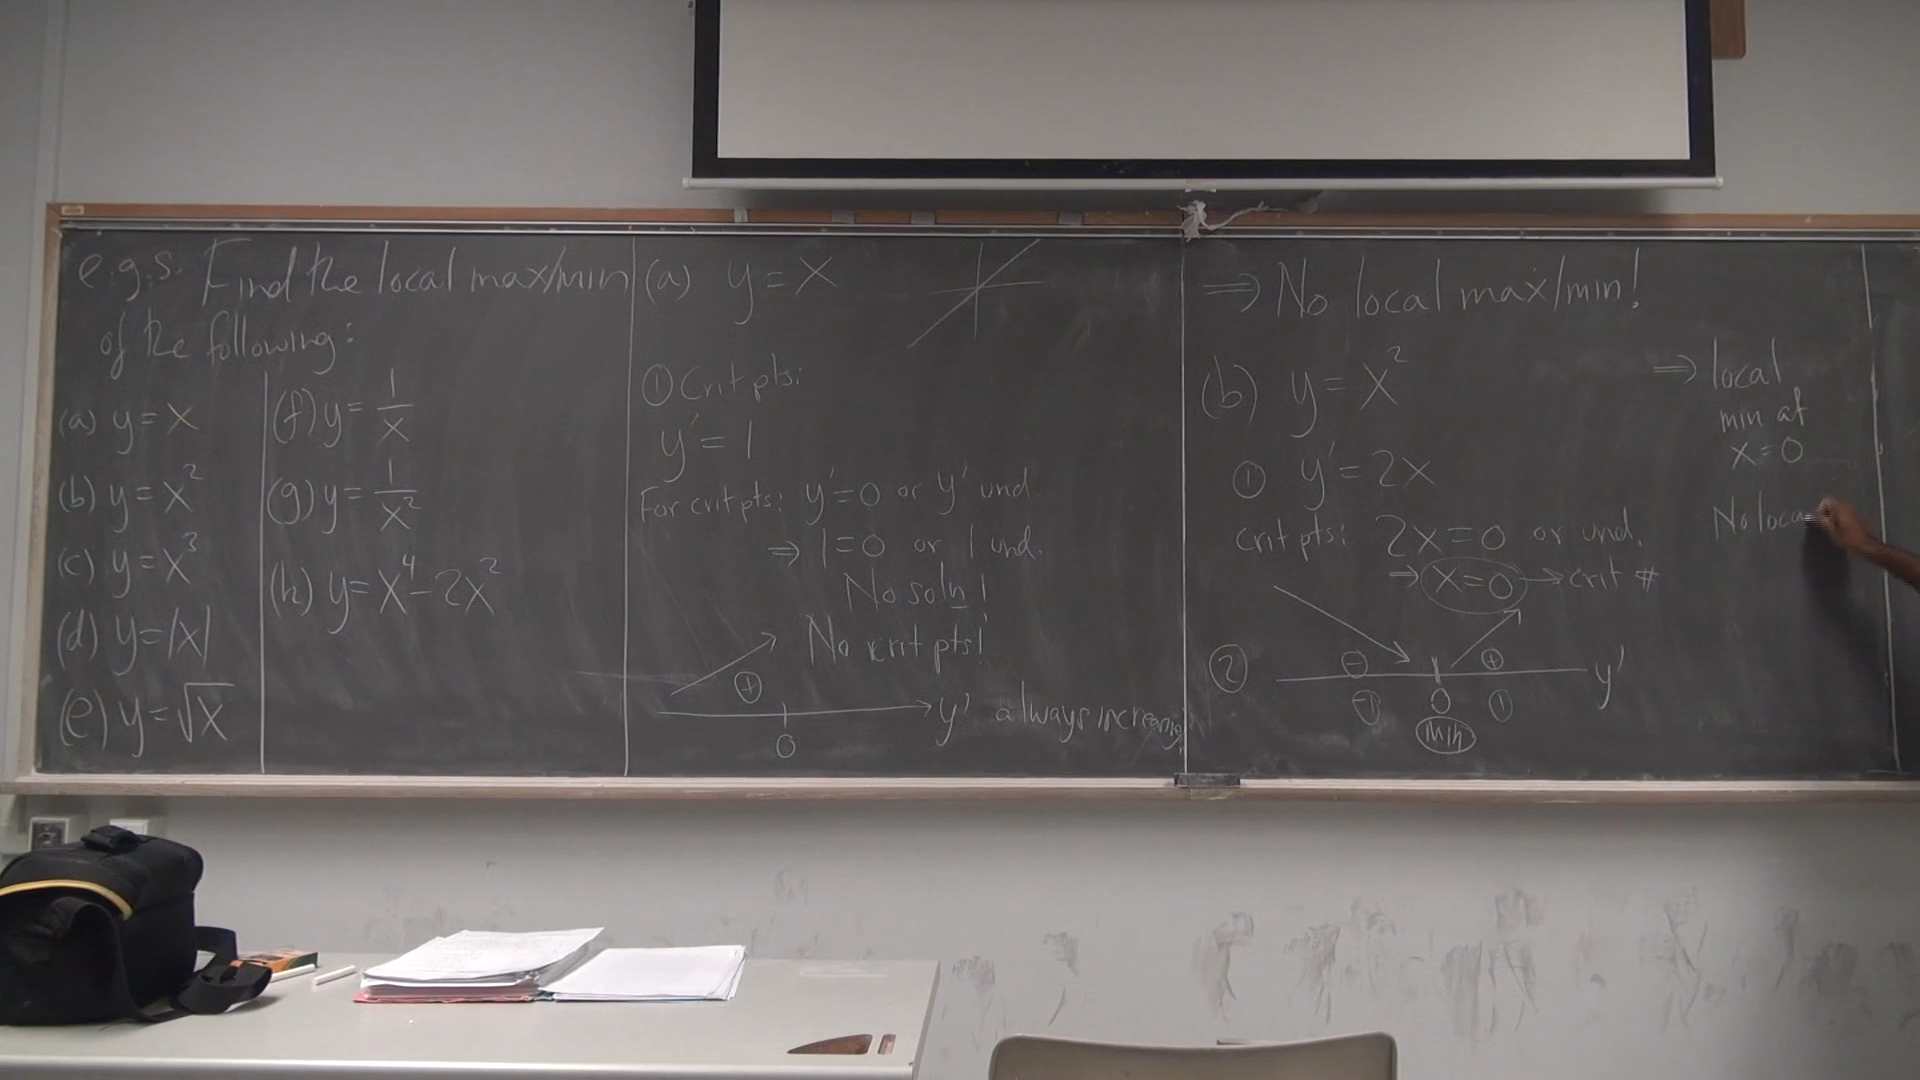 e.g.s. Find the local max/min
of the following:
(a) y = x
(b) y = x²
(c) y = x³
(d) y = |x|
(e) y = √x
(f) y = 1/x
(g) y = 1/x²
(h) y = x⁴ - 2x²
(a) y = x
① Crit pts:
y' = 1
For crit pts: y' = 0 or y' und.
⇒ 1 = 0 or 1 und.
No soln!
No crit pts!
+
0
y' always increasing!
⇒ No local max/min!
(b) y = x²
① y' = 2x
crit pts: 2x = 0 or und.
⇒ x = 0 → crit #
② − + y'
-1 0 1
min
⇒ local
min at
x = 0
No loca